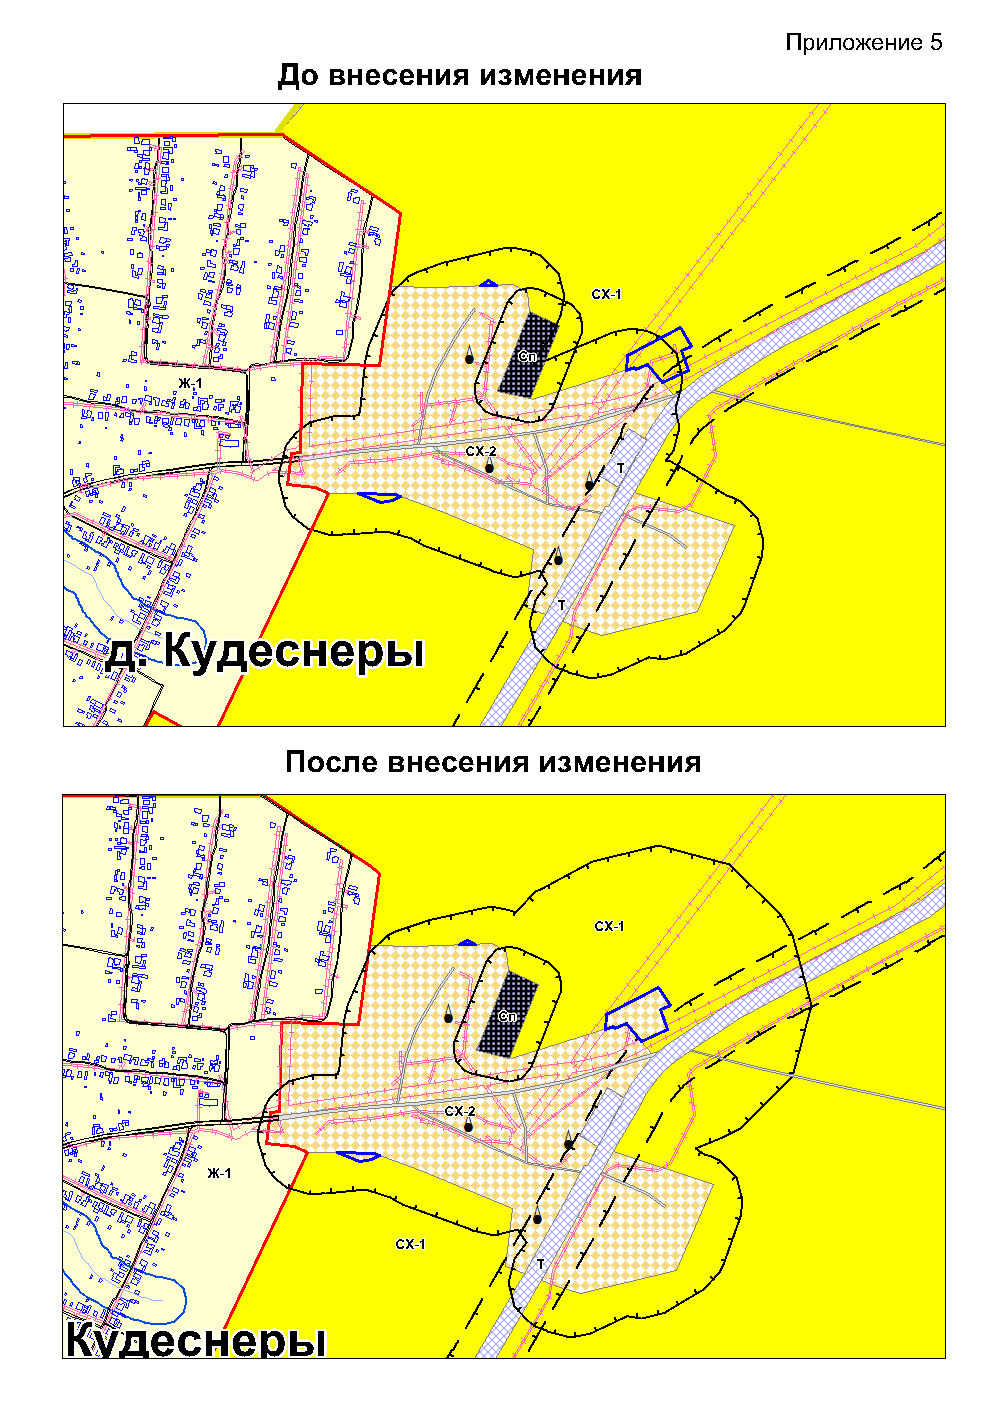 Приложение 5
До внесения изменения
СХ-1
Сп
Ж-1
СХ-2
Т
Т
д. Кудеснеры
После внесения изменения
СХ-1
Сп
СХ-2
Ж-1
СХ-1
Т
Кудеснеры